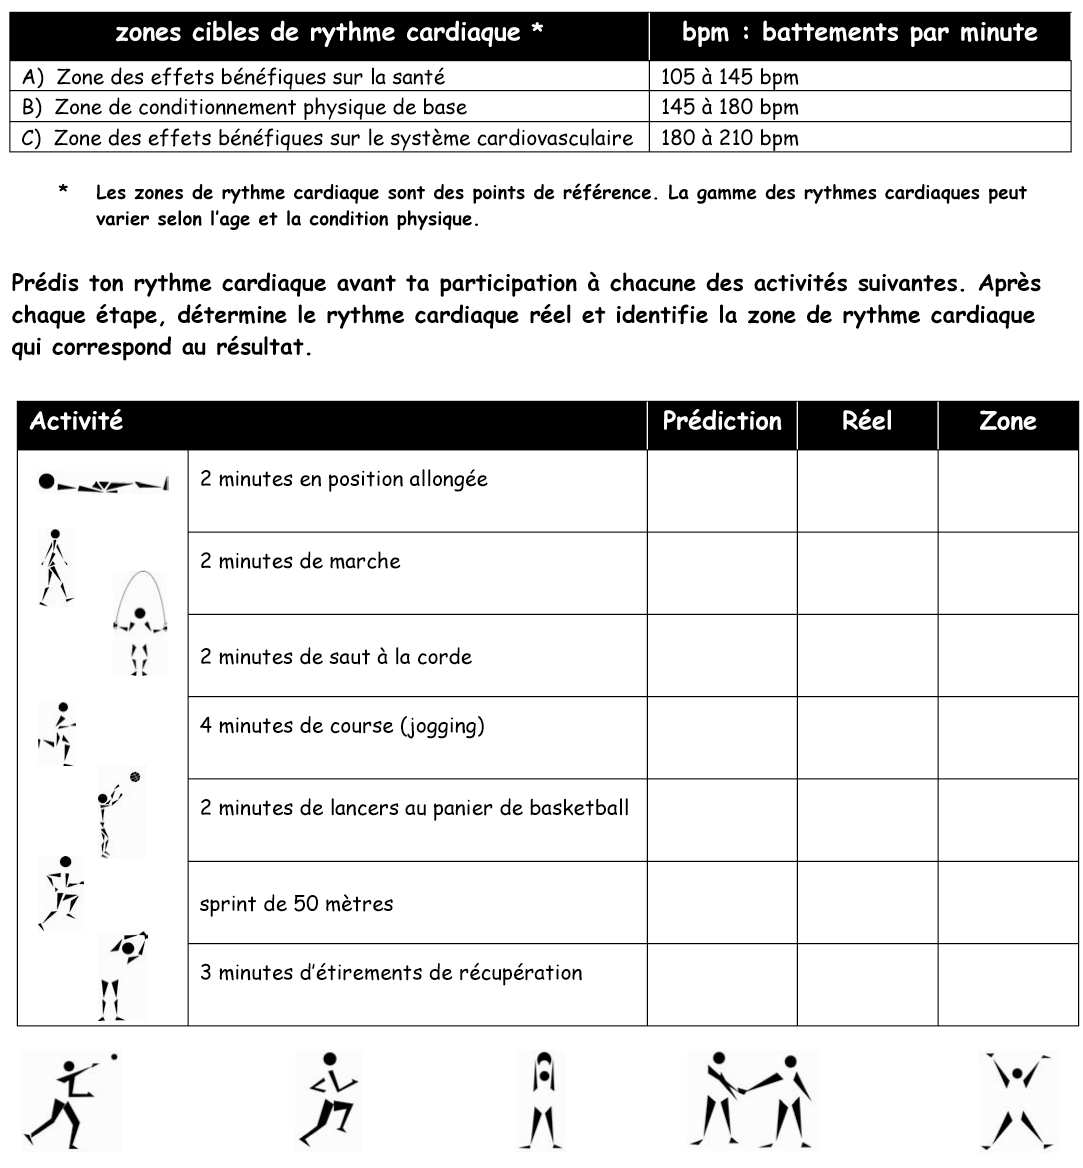 zones cibles de rythme cardiaque * bpm : battements par minute
A) Zone des effets bénéfiques sur la santé 105 à 145 bpm
B) Zone de conditionnement physique de base 145 à 180 bpm
C) Zone des effets bénéfiques sur le système cardiovasculaire 180 à 210 bpm
* Les zones de rythme cardiaque sont des points de référence. La gamme des rythmes cardiaques peut
varier selon l'age et la condition physique.
Prédis ton rythme cardiaque avant ta participation à chacune des activités suivantes. Après
chaque étape, détermine le rythme cardiaque réel et identifie la zone de rythme cardiaque
qui correspond au résultat.
Activité Prédiction Réel Zone
2 minutes en position allongée
2 minutes de marche
2 minutes de saut à la corde
4 minutes de course (jogging)
2 minutes de lancers au panier de basketball
sprint de 50 mètres
3 minutes d'étirements de récupération